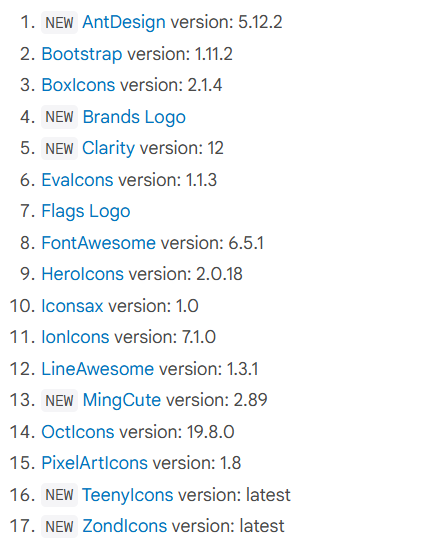 1. NEW AntDesign version: 5.12.2
2. Bootstrap version: 1.11.2
3. BoxIcons version: 2.1.4
4. NEW Brands Logo
5. NEW Clarity version: 12
6. EvaIcons version: 1.1.3
7. Flags Logo
8. FontAwesome version: 6.5.1
9. HeroIcons version: 2.0.18
10. Iconsax version: 1.0
11. IonIcons version: 7.1.0
12. LineAwesome version: 1.3.1
13. NEW MingCute version: 2.89
14. OctIcons version: 19.8.0
15. PixelArtIcons version: 1.8
16. NEW TeenyIcons version: latest
17. NEW ZondIcons version: latest